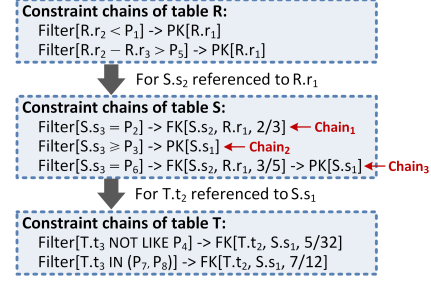 Constraint chains of table R:
Filter[R.r₂ < P₁] -> PK[R.r₁]
Filter[R.r₂ − R.r₃ > P₅] -> PK[R.r₁]
For S.s₂ referenced to R.r₁
Constraint chains of table S:
Filter[S.s₃ = P₂] -> FK[S.s₂, R.r₁, 2/3] Chain₁
Filter[S.s₃ ⩾ P₃] -> PK[S.s₁] Chain₂
Filter[S.s₃ = P₆] -> FK[S.s₂, R.r₁, 3/5] -> PK[S.s₁] Chain₃
For T.t₂ referenced to S.s₁
Constraint chains of table T:
Filter[T.t₃ NOT LIKE P₄] -> FK[T.t₂, S.s₁, 5/32]
Filter[T.t₃ IN (P₇, P₈)] -> FK[T.t₂, S.s₁, 7/12]